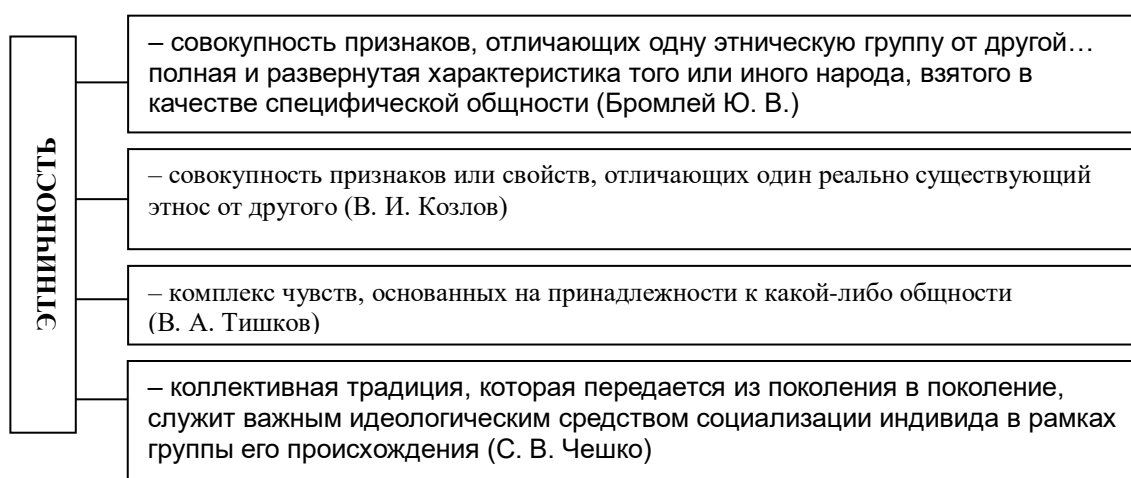 ЭТНИЧНОСТЬ
– совокупность признаков, отличающих одну этническую группу от другой…
полная и развернутая характеристика того или иного народа, взятого в
качестве специфической общности (Бромлей Ю. В.)
– совокупность признаков или свойств, отличающих один реально существующий
этнос от другого (В. И. Козлов)
– комплекс чувств, основанных на принадлежности к какой-либо общности
(В. А. Тишков)
– коллективная традиция, которая передается из поколения в поколение,
служит важным идеологическим средством социализации индивида в рамках
группы его происхождения (С. В. Чешко)